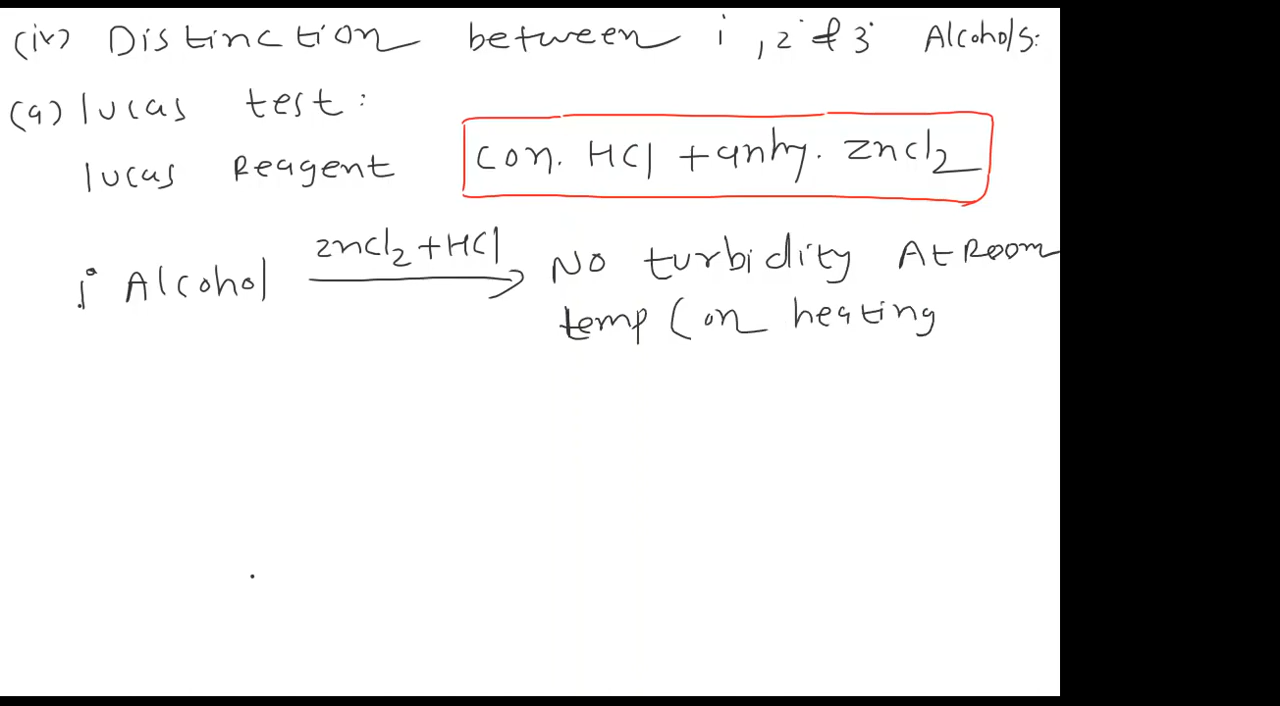 (iv) Distinction between 1°, 2° & 3° Alcohols:
(a) lucas test:
lucas Reagent con. HCl + anhy. ZnCl2
ZnCl2 + HCl
1° Alcohol → No turbidity At Room
temp (on heating